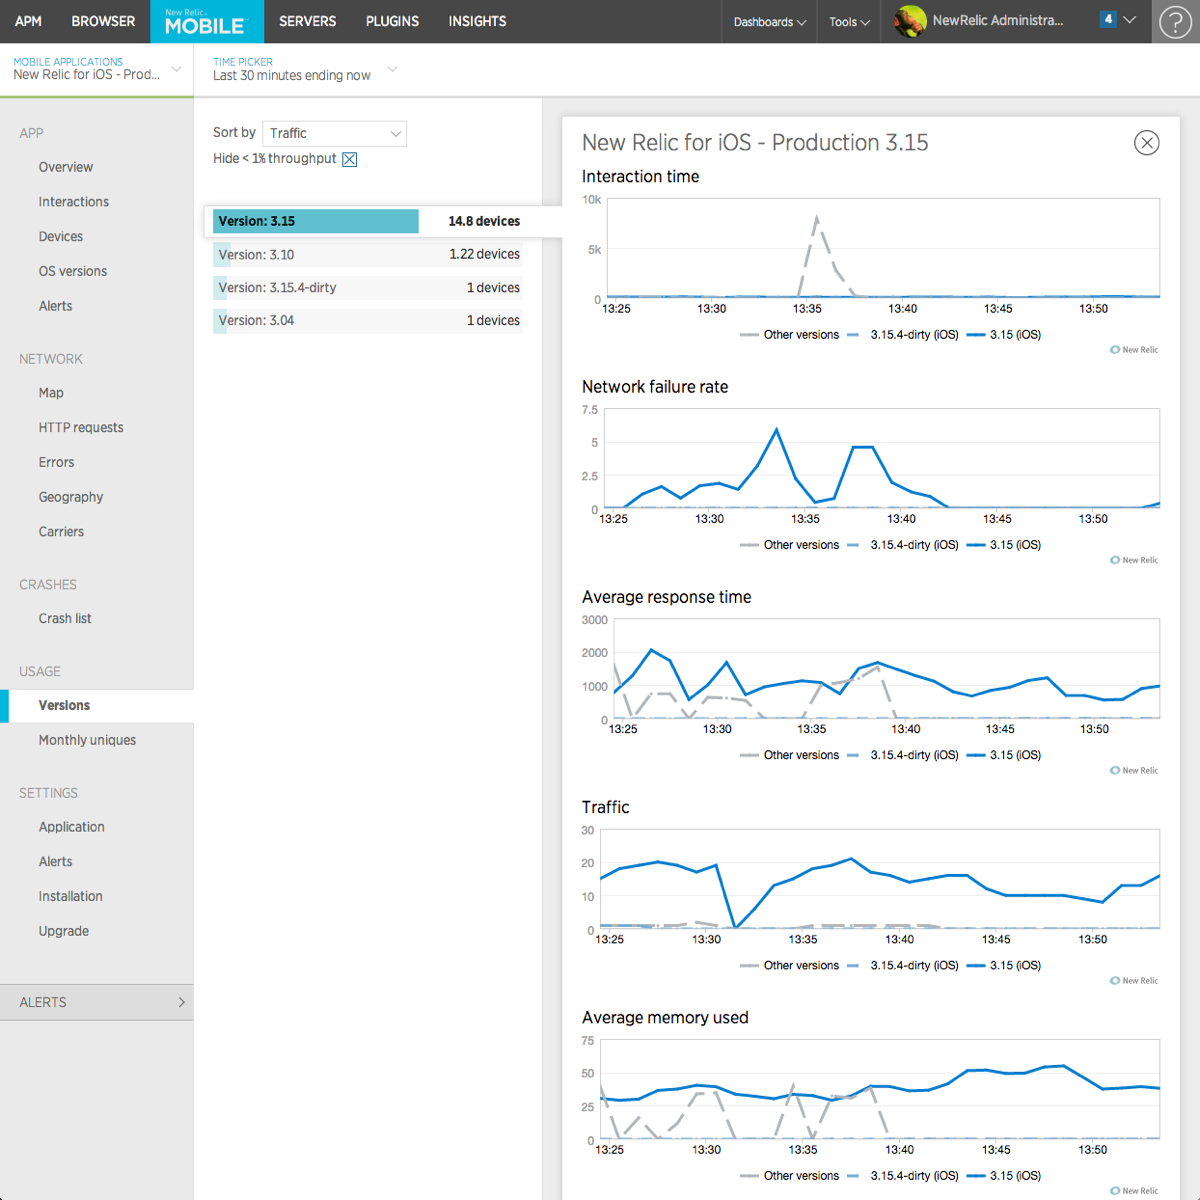 APM BROWSER New Relic. MOBILE SERVERS PLUGINS INSIGHTS Dashboards Tools NewRelic Administra... 4 ?
MOBILE APPLICATIONS
New Relic for iOS - Prod...
TIME PICKER
Last 30 minutes ending now
APP
Overview
Interactions
Devices
OS versions
Alerts
NETWORK
Map
HTTP requests
Errors
Geography
Carriers
CRASHES
Crash list
USAGE
Versions
Monthly uniques
SETTINGS
Application
Alerts
Installation
Upgrade
ALERTS
Sort by Traffic
Hide < 1% throughput
Version: 3.15 14.8 devices
Version: 3.10 1.22 devices
Version: 3.15.4-dirty 1 devices
Version: 3.04 1 devices
New Relic for iOS - Production 3.15
Interaction time
10k
5k
0
13:25 13:30 13:35 13:40 13:45 13:50
Other versions 3.15.4-dirty (iOS) 3.15 (iOS)
New Relic
Network failure rate
7.5
5
2.5
0
13:25 13:30 13:35 13:40 13:45 13:50
Other versions 3.15.4-dirty (iOS) 3.15 (iOS)
New Relic
Average response time
3000
2000
1000
0
13:25 13:30 13:35 13:40 13:45 13:50
Other versions 3.15.4-dirty (iOS) 3.15 (iOS)
New Relic
Traffic
30
20
10
0
13:25 13:30 13:35 13:40 13:45 13:50
Other versions 3.15.4-dirty (iOS) 3.15 (iOS)
New Relic
Average memory used
75
50
25
0
13:25 13:30 13:35 13:40 13:45 13:50
Other versions 3.15.4-dirty (iOS) 3.15 (iOS)
New Relic